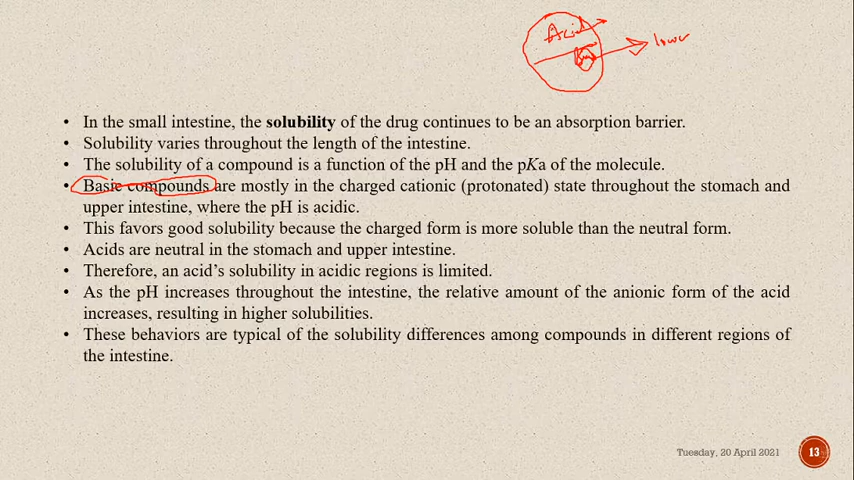 Acid
lower
• In the small intestine, the solubility of the drug continues to be an absorption barrier.
• Solubility varies throughout the length of the intestine.
• The solubility of a compound is a function of the pH and the pKa of the molecule.
• Basic compounds are mostly in the charged cationic (protonated) state throughout the stomach and
upper intestine, where the pH is acidic.
• This favors good solubility because the charged form is more soluble than the neutral form.
• Acids are neutral in the stomach and upper intestine.
• Therefore, an acid's solubility in acidic regions is limited.
• As the pH increases throughout the intestine, the relative amount of the anionic form of the acid
increases, resulting in higher solubilities.
• These behaviors are typical of the solubility differences among compounds in different regions of
the intestine.
Tuesday, 20 April 2021 13